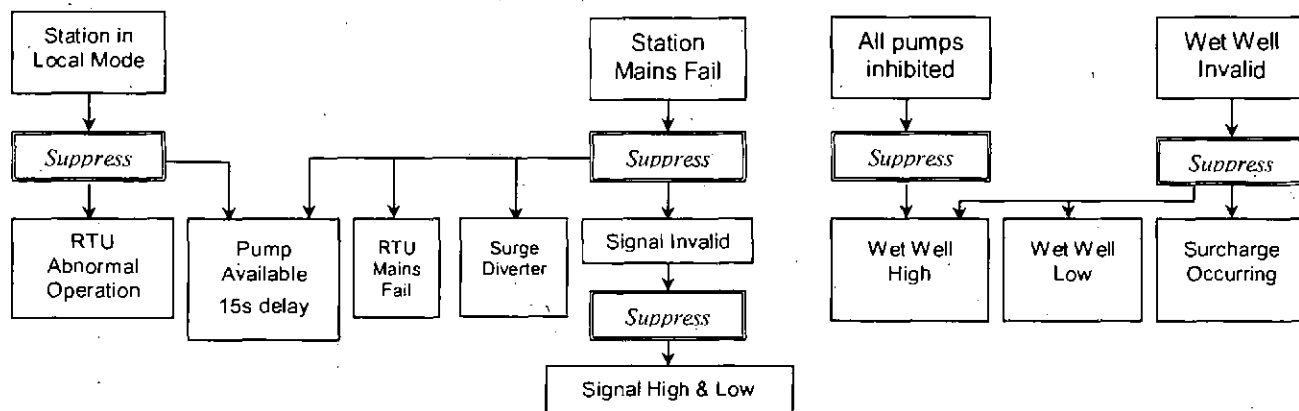 Station in
Local Mode
Station
Mains Fail
All pumps
inhibited
Wet Well
Invalid
Suppress
Suppress
Suppress
Suppress
RTU
Abnormal
Operation
Pump
Available
15s delay
RTU
Mains
Fail
Surge
Diverter
Signal Invalid
Wet Well
High
Wet Well
Low
Surcharge
Occurring
Suppress
Signal High & Low